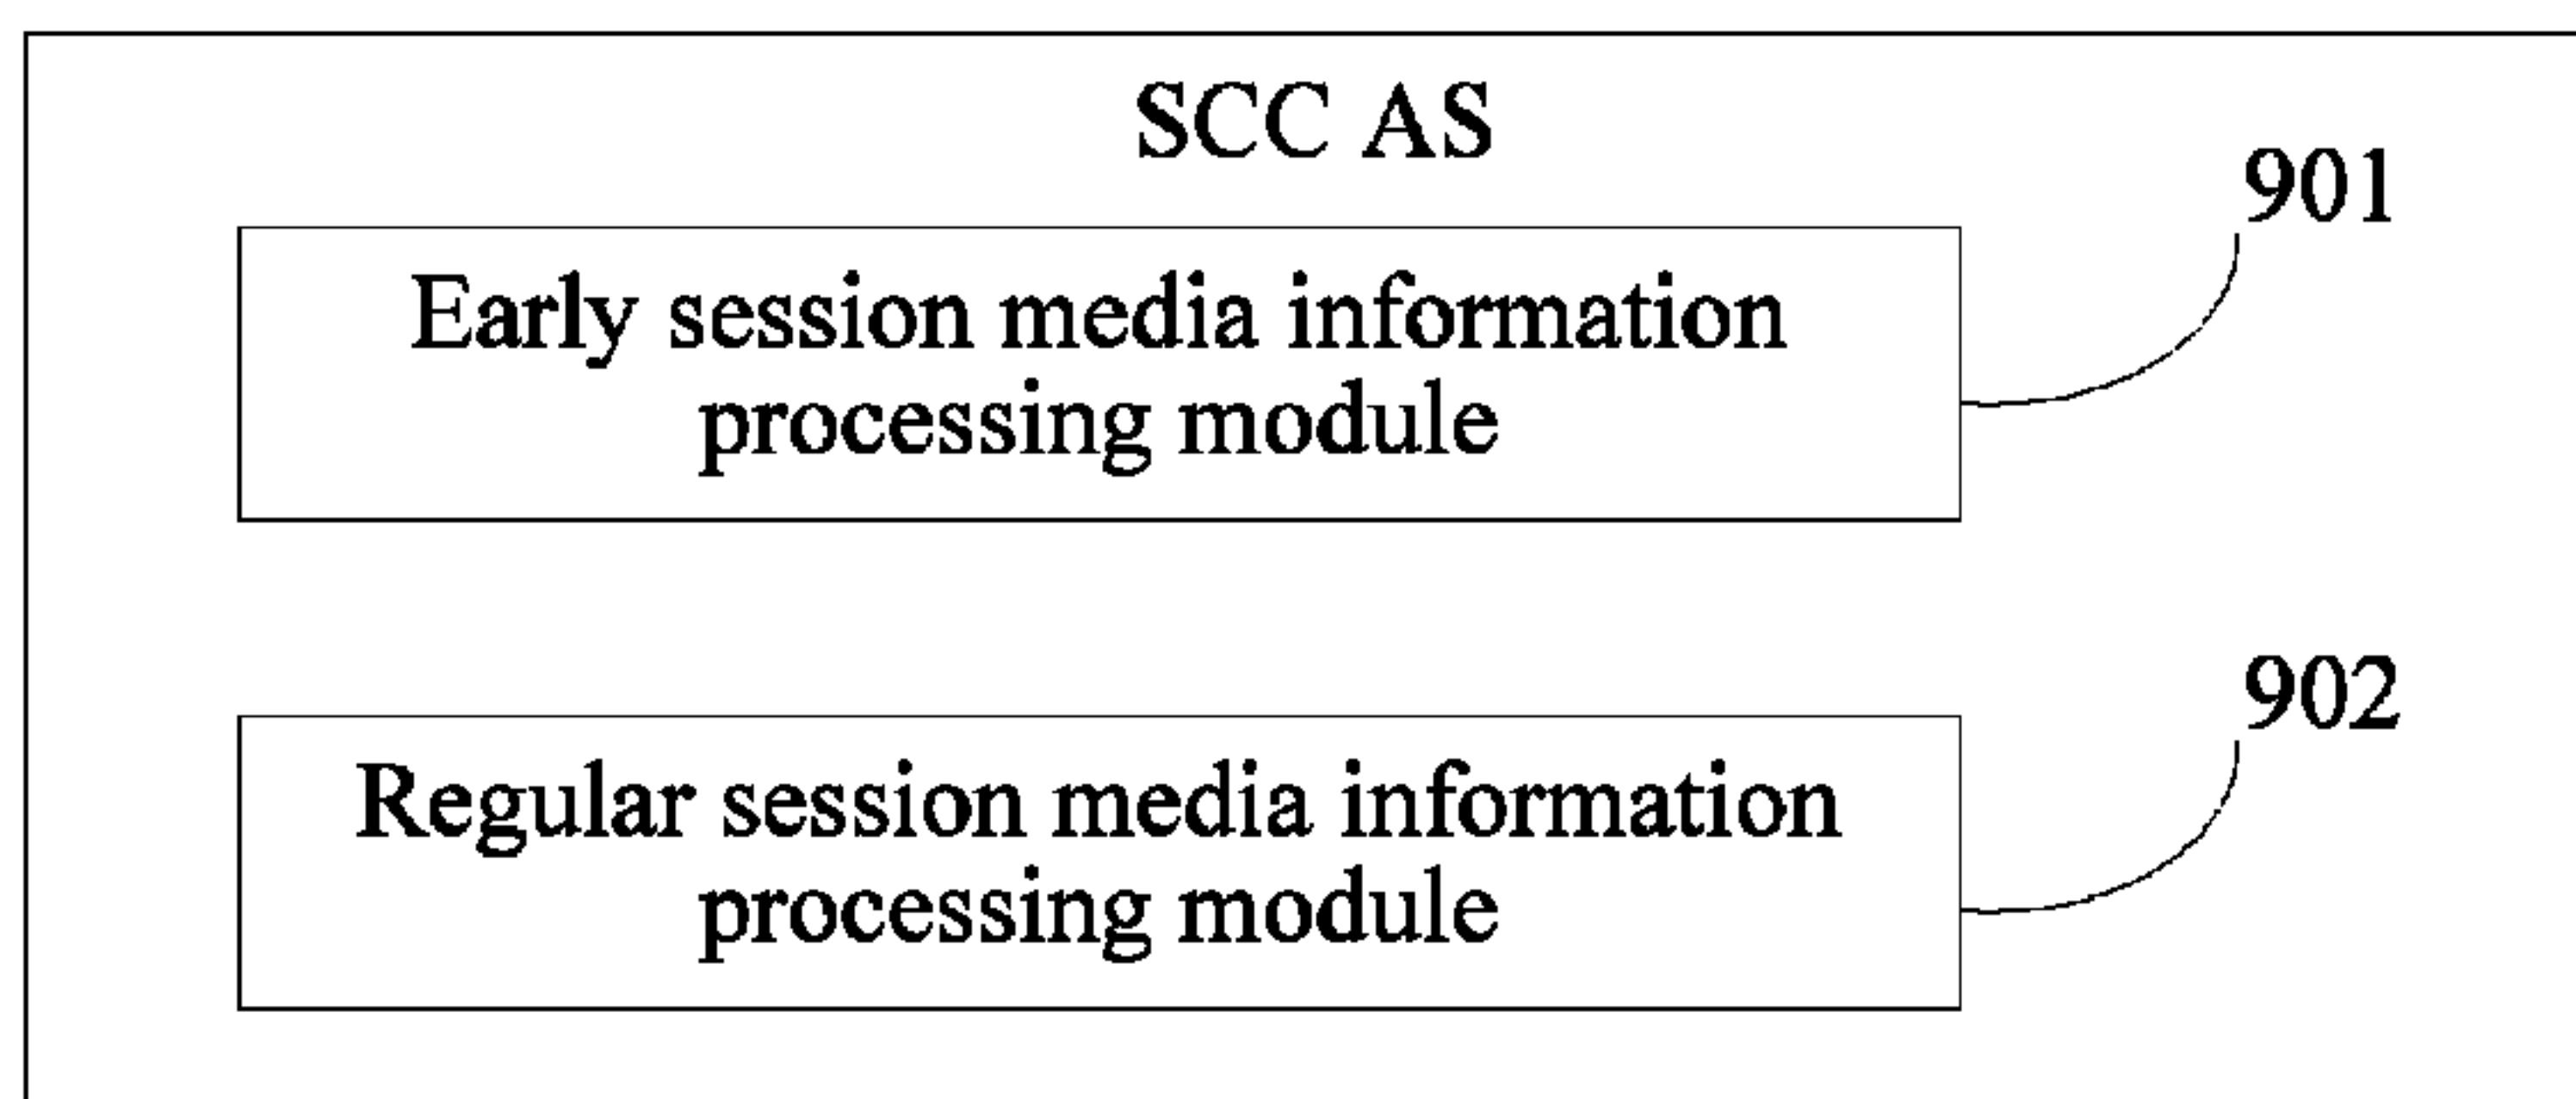 SCC AS
901
Early session media information
processing module
902
Regular session media information
processing module